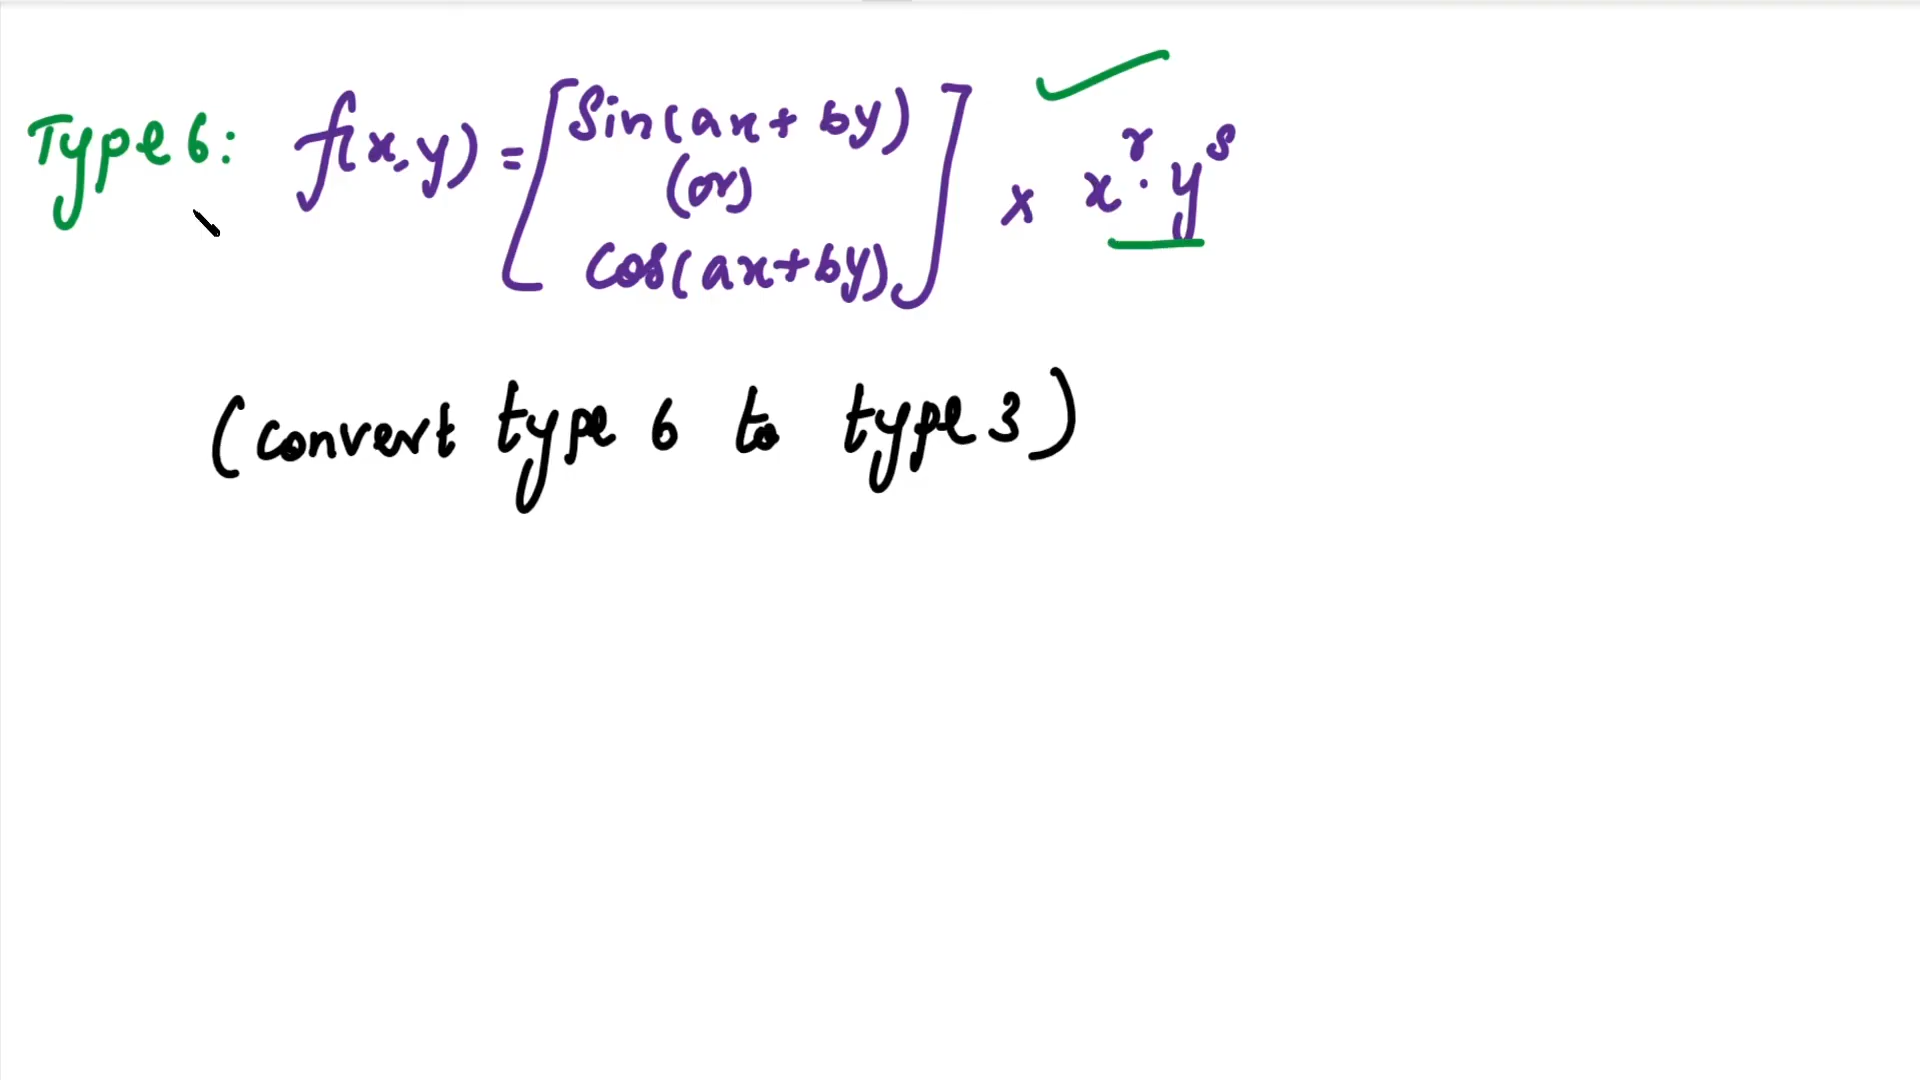 Type 6: f(x,y) = [sin(ax+by) (or) cos(ax+by)] × x^r · y^s
(convert type 6 to type 3)